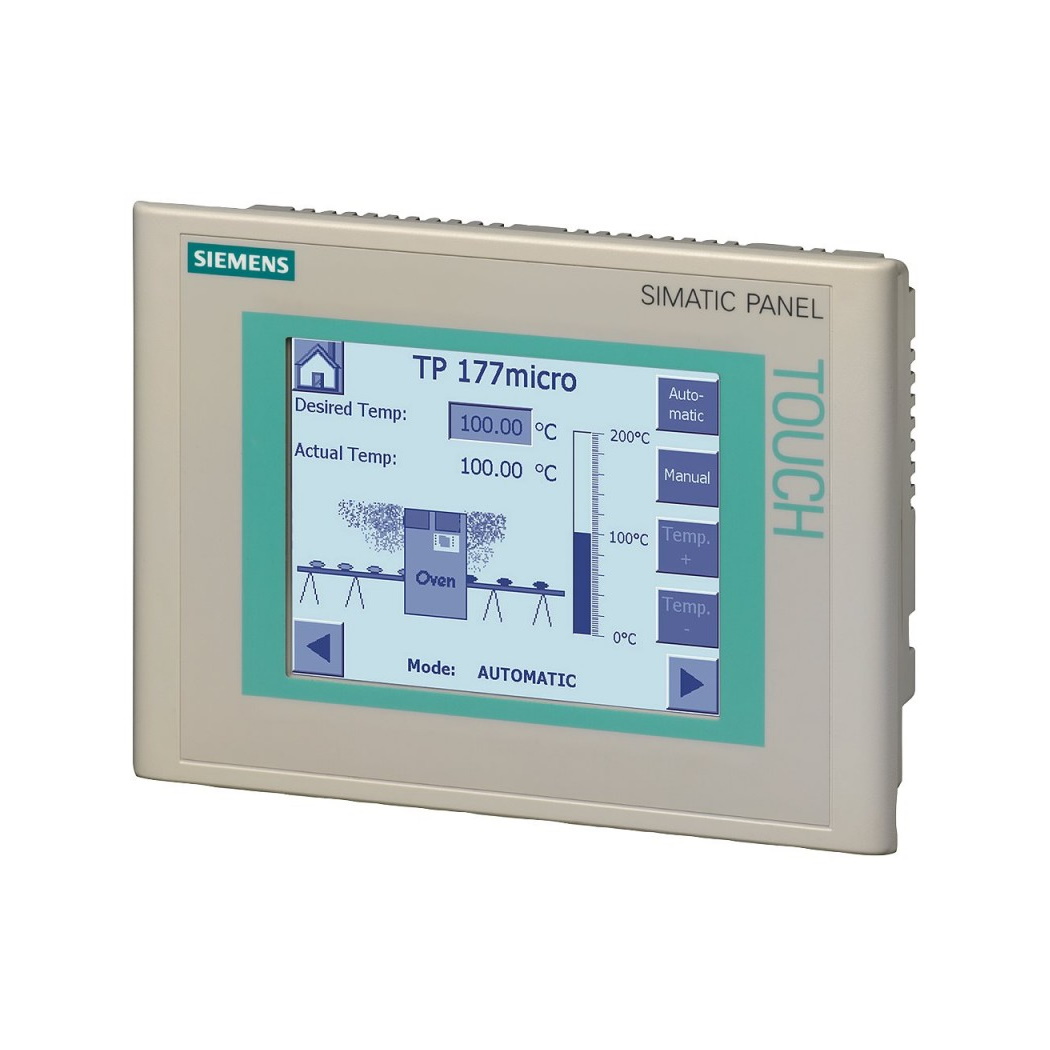 SIEMENS
SIMATIC PANEL
TOUCH
TP 177micro
Desired Temp: 100.00 °C
Actual Temp: 100.00 °C
Auto-
matic
Manual
Temp.
+
Temp.
-
200°C
100°C
0°C
Oven
Mode: AUTOMATIC